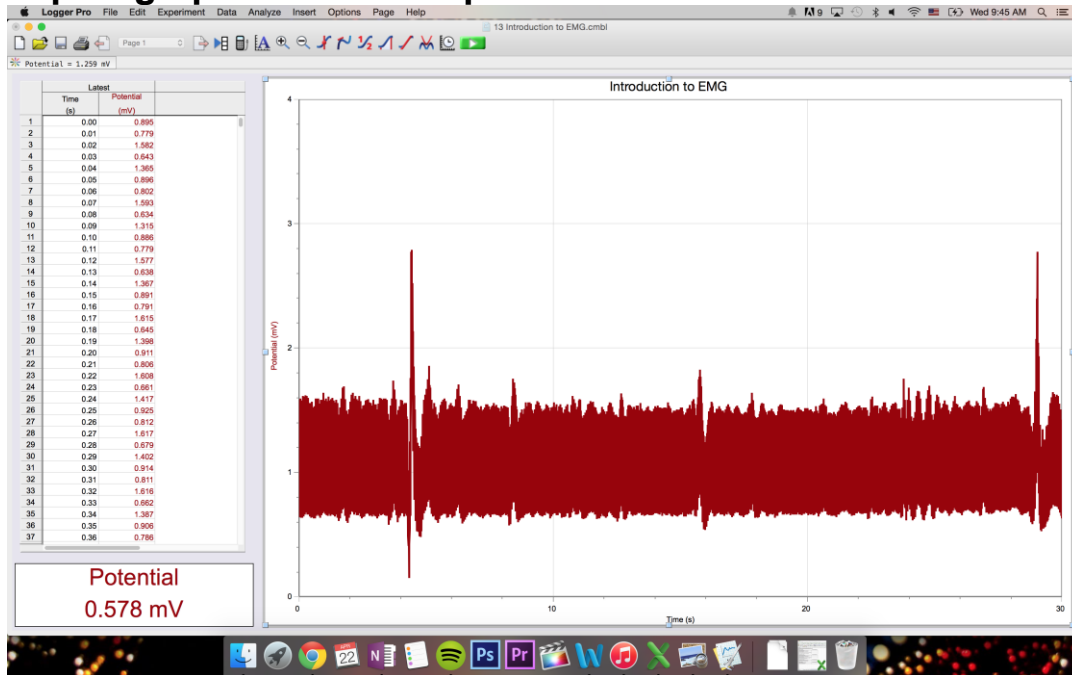 Logger Pro File Edit Experiment Data Analyze Insert Options Page Help 9 Wed 9:45 AM
13 Introduction to EMG.cmbl
Page 1
Potential = 1.259 mV
Latest
Time Potential
(s) (mV)
1 0.00 0.895
2 0.01 0.779
3 0.02 1.582
4 0.03 0.643
5 0.04 1.365
6 0.05 0.896
7 0.06 0.802
8 0.07 1.593
9 0.08 0.634
10 0.09 1.315
11 0.10 0.886
12 0.11 0.779
13 0.12 1.577
14 0.13 0.638
15 0.14 1.367
16 0.15 0.891
17 0.16 0.791
18 0.17 1.615
19 0.18 0.645
20 0.19 1.398
21 0.20 0.911
22 0.21 0.806
23 0.22 1.608
24 0.23 0.661
25 0.24 1.417
26 0.25 0.925
27 0.26 0.812
28 0.27 1.617
29 0.28 0.679
30 0.29 1.402
31 0.30 0.914
32 0.31 0.811
33 0.32 1.616
34 0.33 0.662
35 0.34 1.387
36 0.35 0.906
37 0.36 0.786
Potential
0.578 mV
Introduction to EMG
Potential (mV)
4
3
2
1
0
0 10 20 30
Time (s)
22 N Ps Pr W X